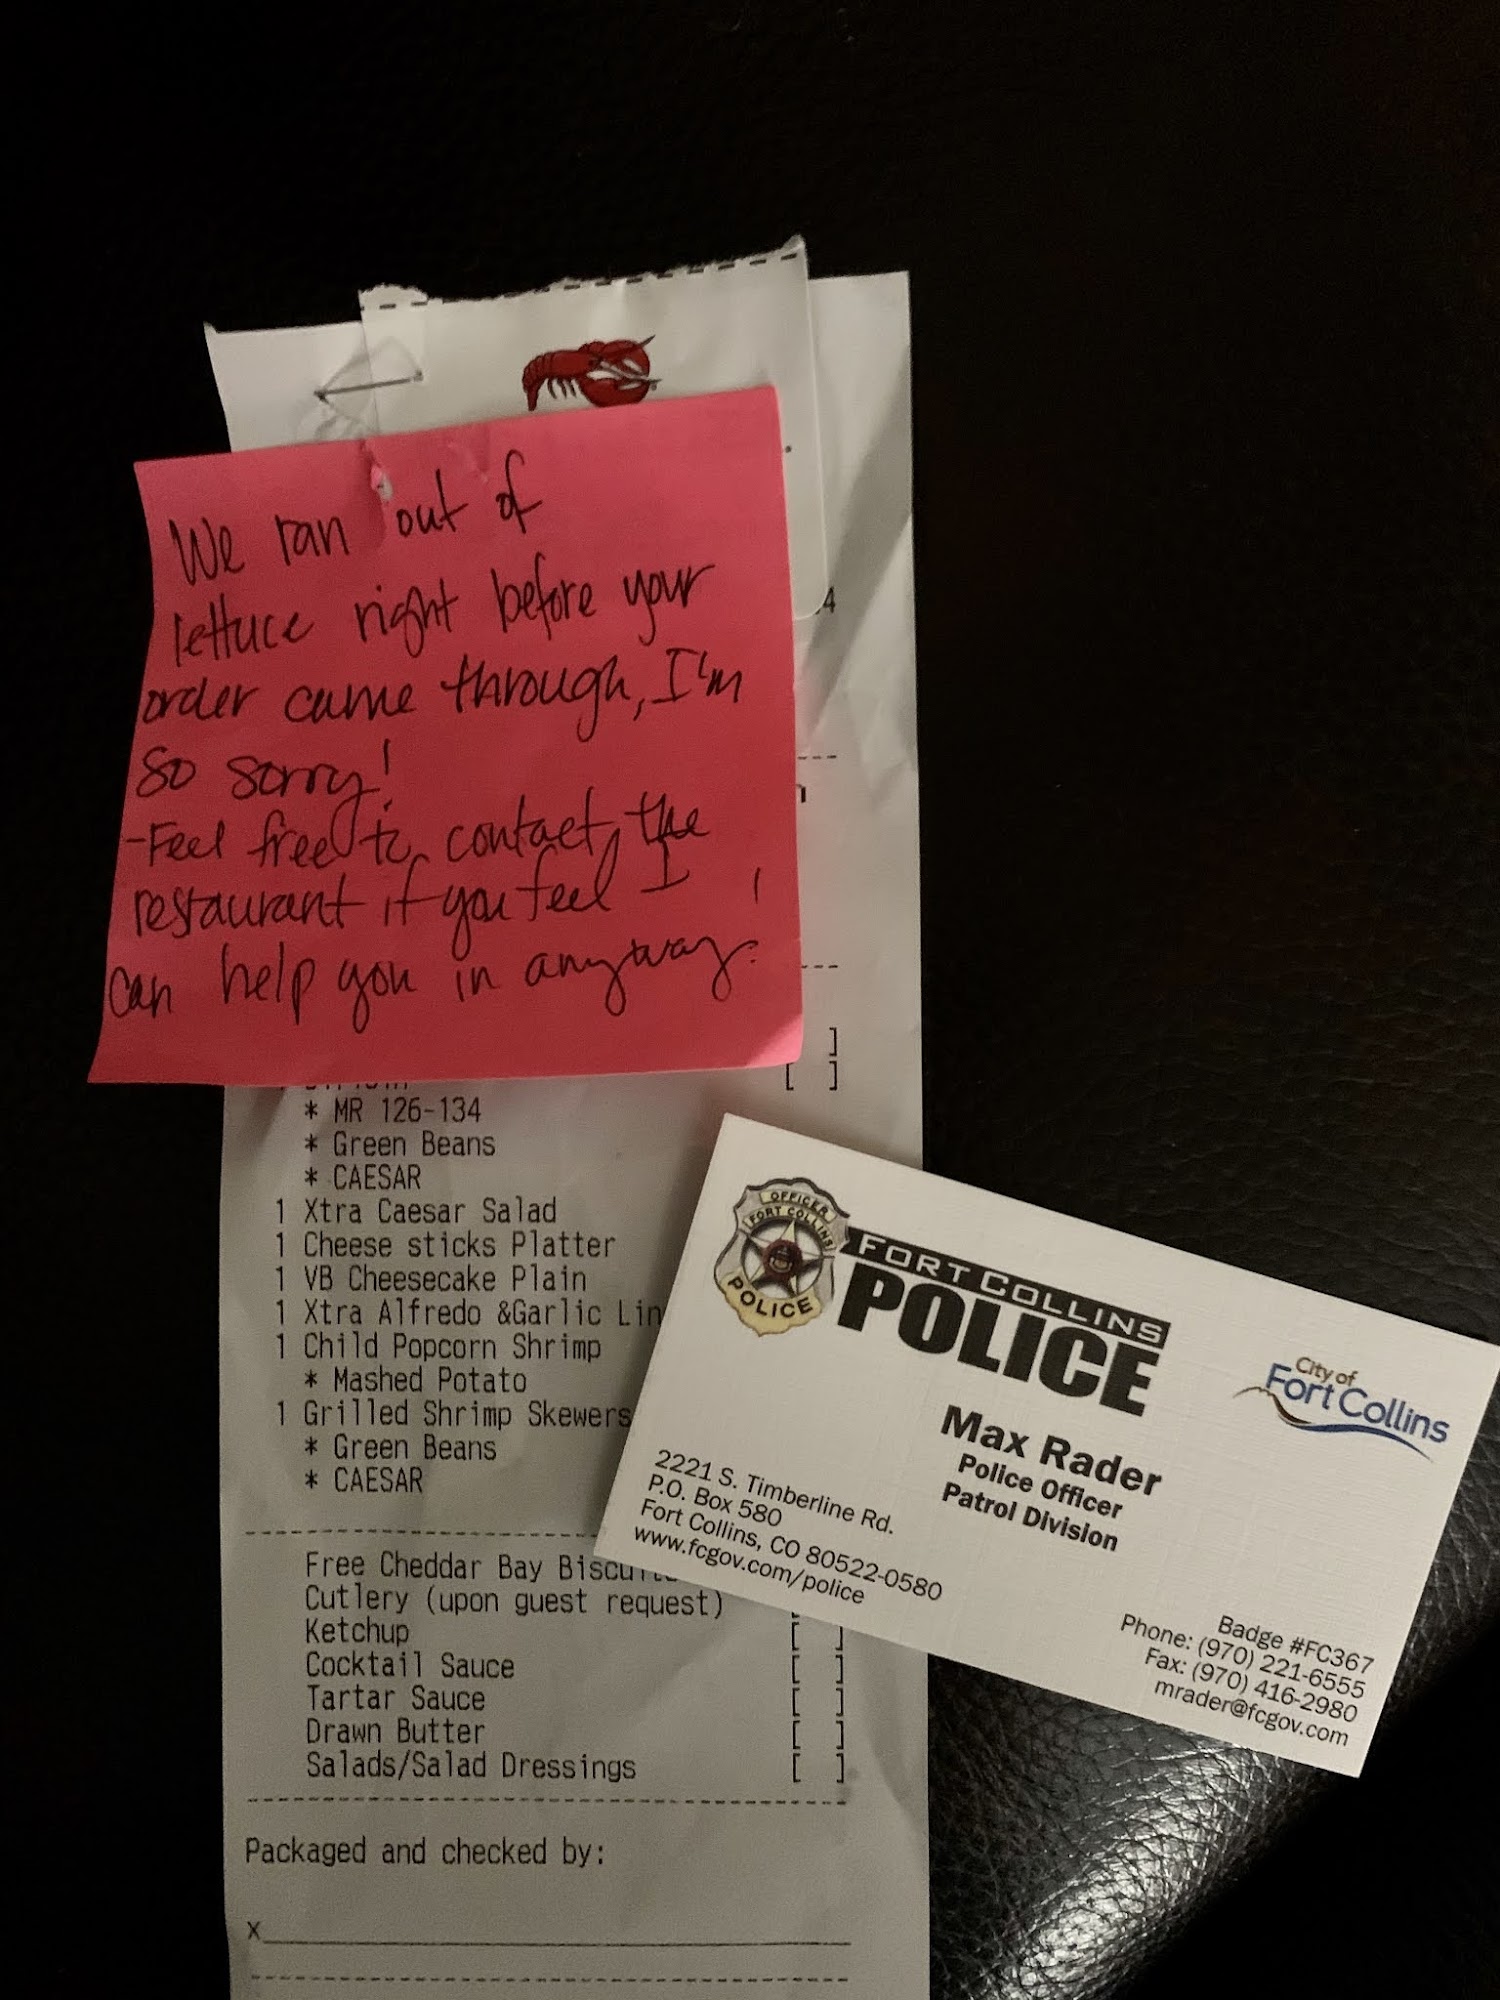 We ran out of
lettuce right before your
order came through, I'm
so sorry!
-Feel free to contact the
restaurant if you feel I
can help you in anyway!
4
[ ]
* MR 126-134
* Green Beans
* CAESAR
1 Xtra Caesar Salad
1 Cheese sticks Platter
1 VB Cheesecake Plain
1 Xtra Alfredo &Garlic Lin
1 Child Popcorn Shrimp
* Mashed Potato
1 Grilled Shrimp Skewers
* Green Beans
* CAESAR
Free Cheddar Bay
Cutlery (upon guest request)
Ketchup [ ]
Cocktail Sauce [ ]
Tartar Sauce [ ]
Drawn Butter [ ]
Salads/Salad Dressings [ ]
Packaged and checked by:
x
OFFICER
FORT COLLINS
POLICE
FORT COLLINS
POLICE
City of
Fort Collins
Max Rader
Police Officer
Patrol Division
2221 S. Timberline Rd.
P.O. Box 580
Fort Collins, CO 80522-0580
www.fcgov.com/police
Badge #FC367
Phone: (970) 221-6555
Fax: (970) 416-2980
mrader@fcgov.com